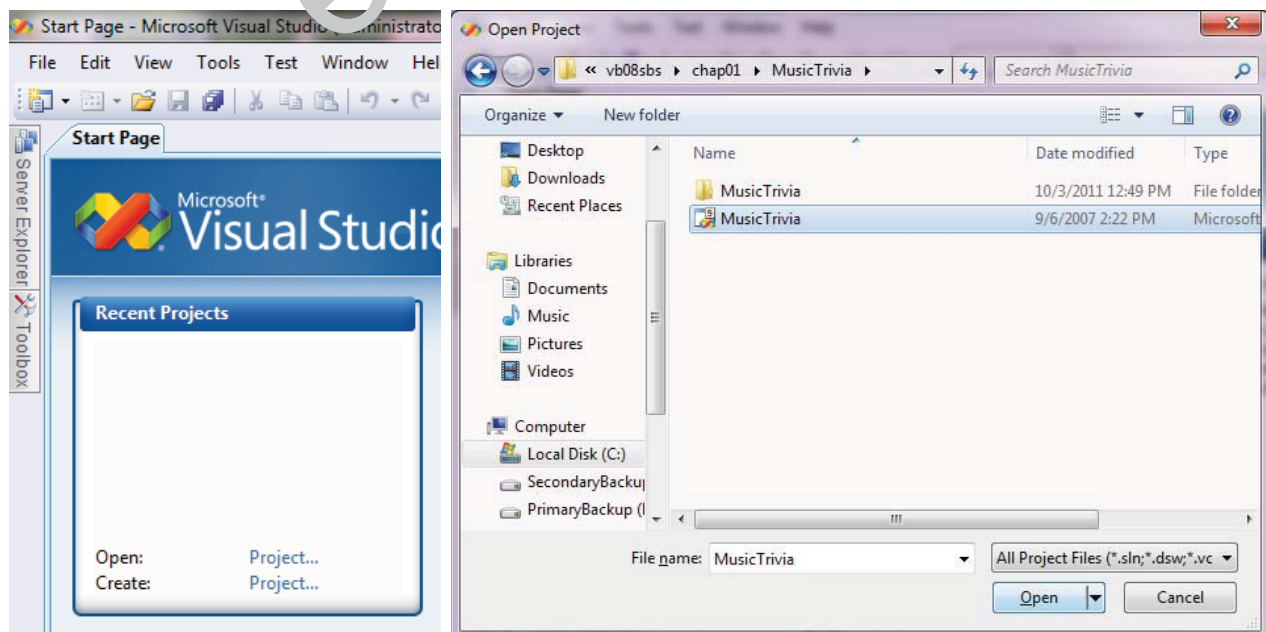 Start Page - Microsoft Visual Studio (Administrato
File Edit View Tools Test Window Hel
Server Explorer
Toolbox
Start Page
Microsoft®
Visual Studio
Recent Projects
Open: Project...
Create: Project...
Open Project
« vb08sbs chap01 MusicTrivia
Search MusicTrivia
Organize New folder
Desktop
Downloads
Recent Places
Libraries
Documents
Music
Pictures
Videos
Computer
Local Disk (C:)
SecondaryBackup
PrimaryBackup (
Name Date modified Type
MusicTrivia 10/3/2011 12:49 PM File folder
MusicTrivia 9/6/2007 2:22 PM Microsoft
File name: MusicTrivia All Project Files (*.sln;*.dsw;*.vc
Open Cancel